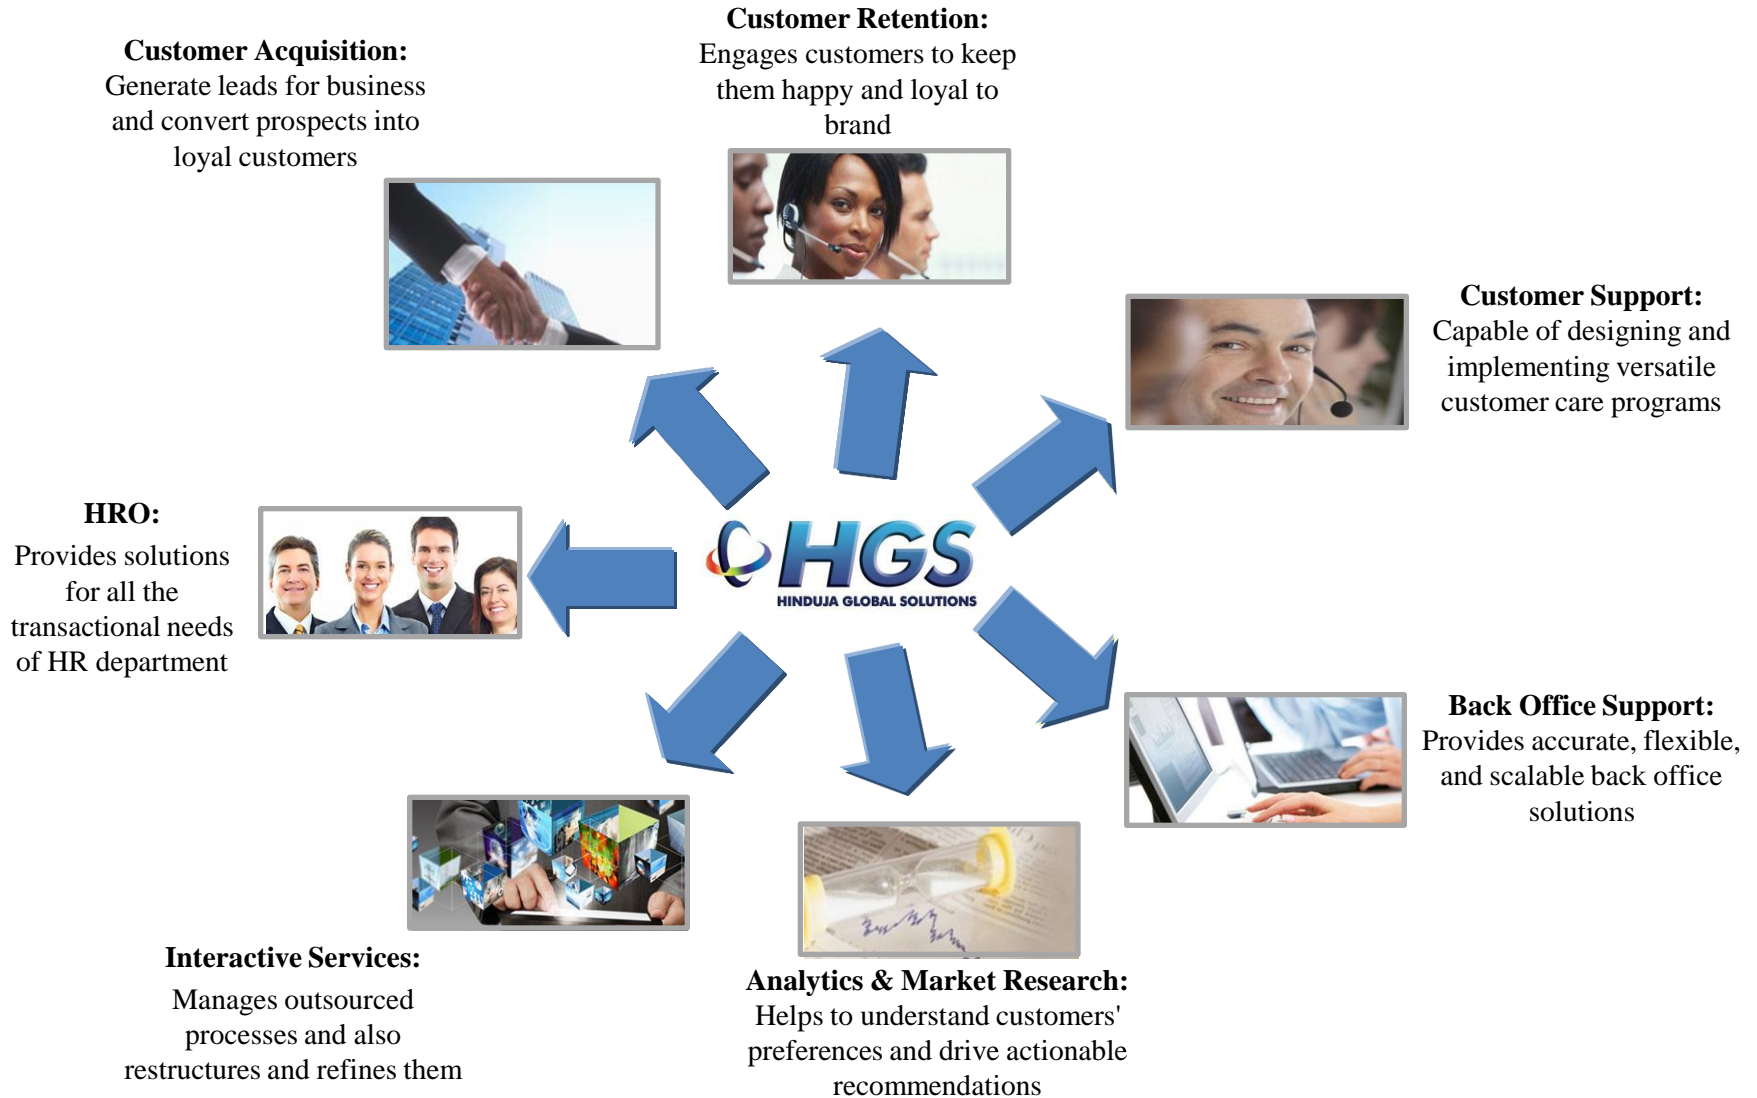 Customer Acquisition:
Generate leads for business
and convert prospects into
loyal customers
Customer Retention:
Engages customers to keep
them happy and loyal to
brand
Customer Support:
Capable of designing and
implementing versatile
customer care programs
HRO:
Provides solutions
for all the
transactional needs
of HR department
HGS
HINDUJA GLOBAL SOLUTIONS
Back Office Support:
Provides accurate, flexible,
and scalable back office
solutions
Interactive Services:
Manages outsourced
processes and also
restructures and refines them
Analytics & Market Research:
Helps to understand customers'
preferences and drive actionable
recommendations